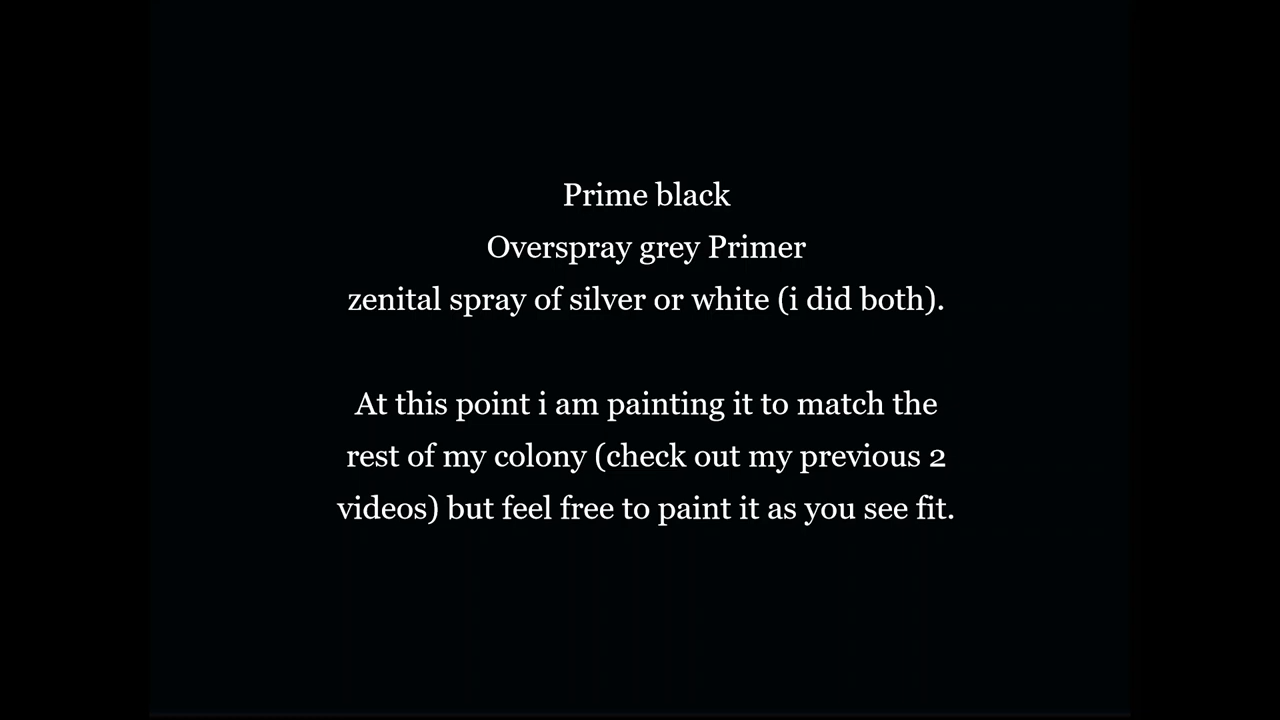 Prime black
Overspray grey Primer
zenital spray of silver or white (i did both).
At this point i am painting it to match the
rest of my colony (check out my previous 2
videos) but feel free to paint it as you see fit.